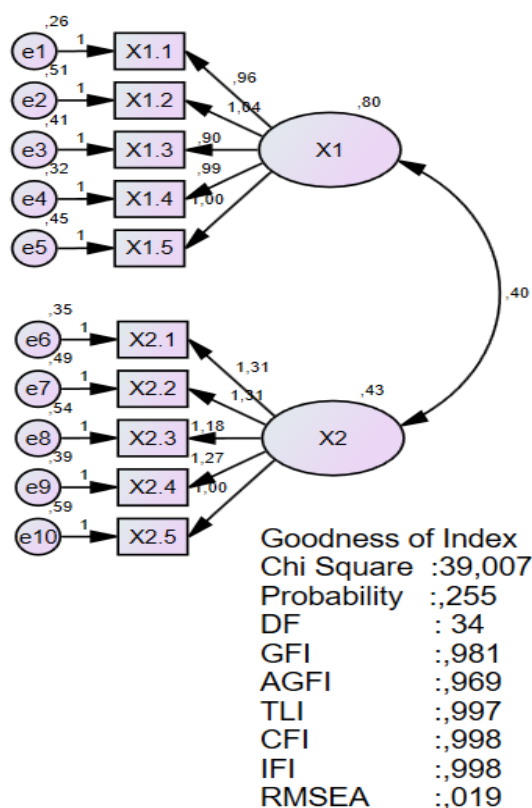 ,26
e1 1 X1.1
,51
e2 1 X1.2
,41
e3 1 X1.3
,32
e4 1 X1.4
,45
e5 1 X1.5
,96
1,04
,90
,99
1,00
,80
X1
,40
,35
e6 1 X2.1
,49
e7 1 X2.2
,54
e8 1 X2.3
,39
e9 1 X2.4
,59
e10 1 X2.5
1,31
1,31
1,18
1,27
1,00
,43
X2
Goodness of Index
Chi Square :39,007
Probability :,255
DF : 34
GFI :,981
AGFI :,969
TLI :,997
CFI :,998
IFI :,998
RMSEA :,019